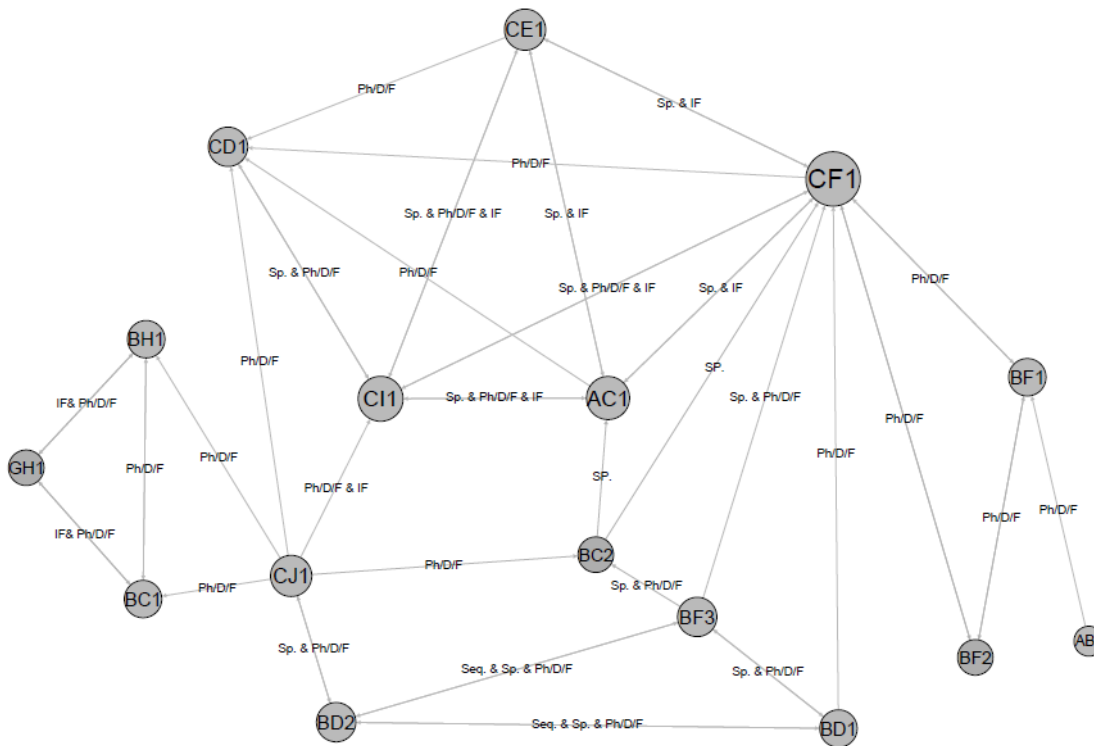 CE1
Ph/D/F
Sp. & IF
CD1
Ph/D/F
CF1
Sp. & Ph/D/F & IF
Sp. & IF
Ph/D/F
Sp. & Ph/D/F
Ph/D/F
Sp. & Ph/D/F & IF
Sp. & IF
BH1
Ph/D/F
SP.
BF1
IF& Ph/D/F
CI1
Sp. & Ph/D/F & IF
AC1
Sp. & Ph/D/F
Ph/D/F
GH1
Ph/D/F
Ph/D/F
Ph/D/F & IF
SP.
Ph/D/F
Ph/D/F
Ph/D/F
IF& Ph/D/F
BC2
CJ1
Ph/D/F
Ph/D/F
BC1
Sp. & Ph/D/F
BF3
Sp. & Ph/D/F
Seq. & Sp. & Ph/D/F
Sp. & Ph/D/F
BF2
AB
BD2
Seq. & Sp. & Ph/D/F
BD1